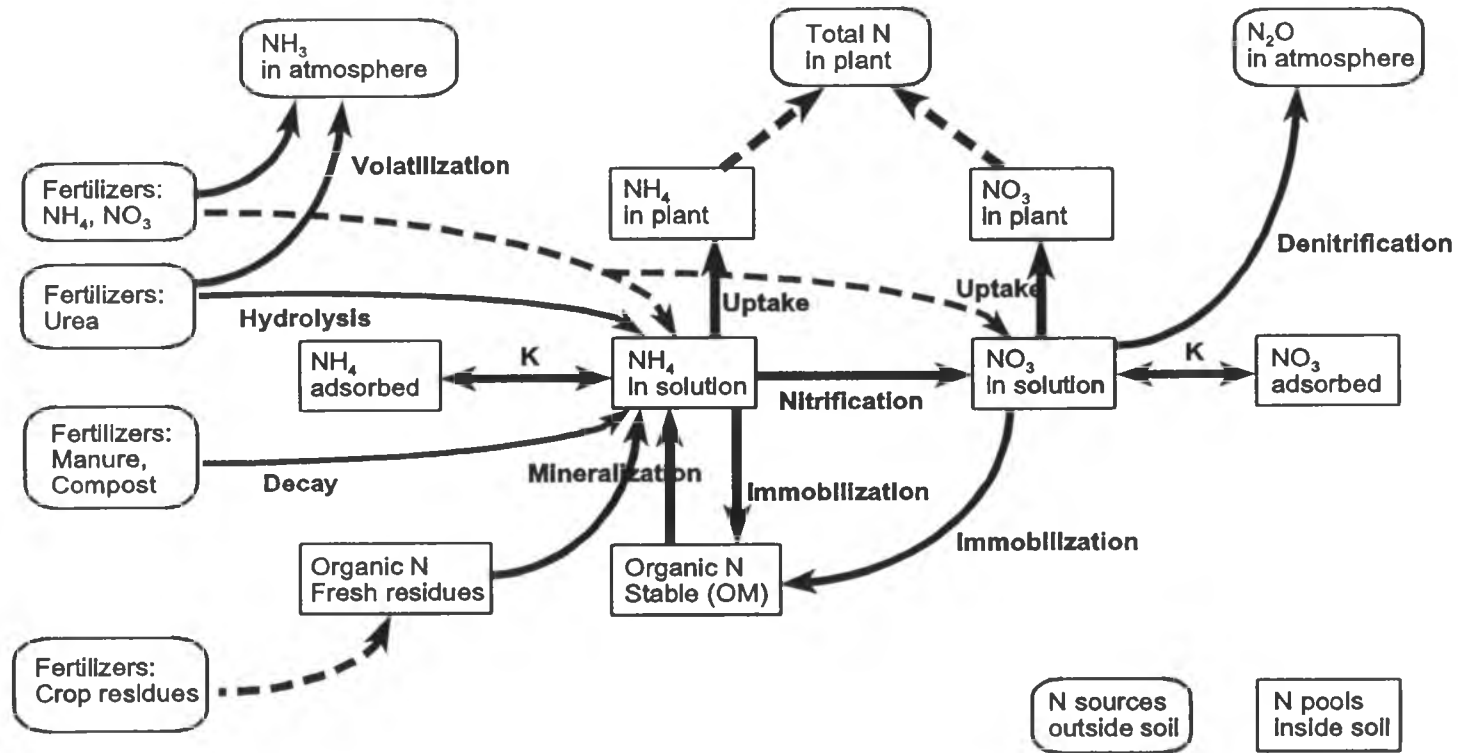 NH₃
in atmosphere
Total N
in plant
N₂O
in atmosphere
Volatilization
Fertilizers:
NH₄, NO₃
NH₄
in plant
NO₃
in plant
Denitrification
Fertilizers:
Urea
Hydrolysis
Uptake
Uptake
NH₄
adsorbed
K
NH₄
in solution
Nitrification
NO₃
in solution
K
NO₃
adsorbed
Fertilizers:
Manure,
Compost
Decay
Mineralization
Immobilization
Immobilization
Organic N
Fresh residues
Organic N
Stable (OM)
Fertilizers:
Crop residues
N sources
outside soil
N pools
inside soil